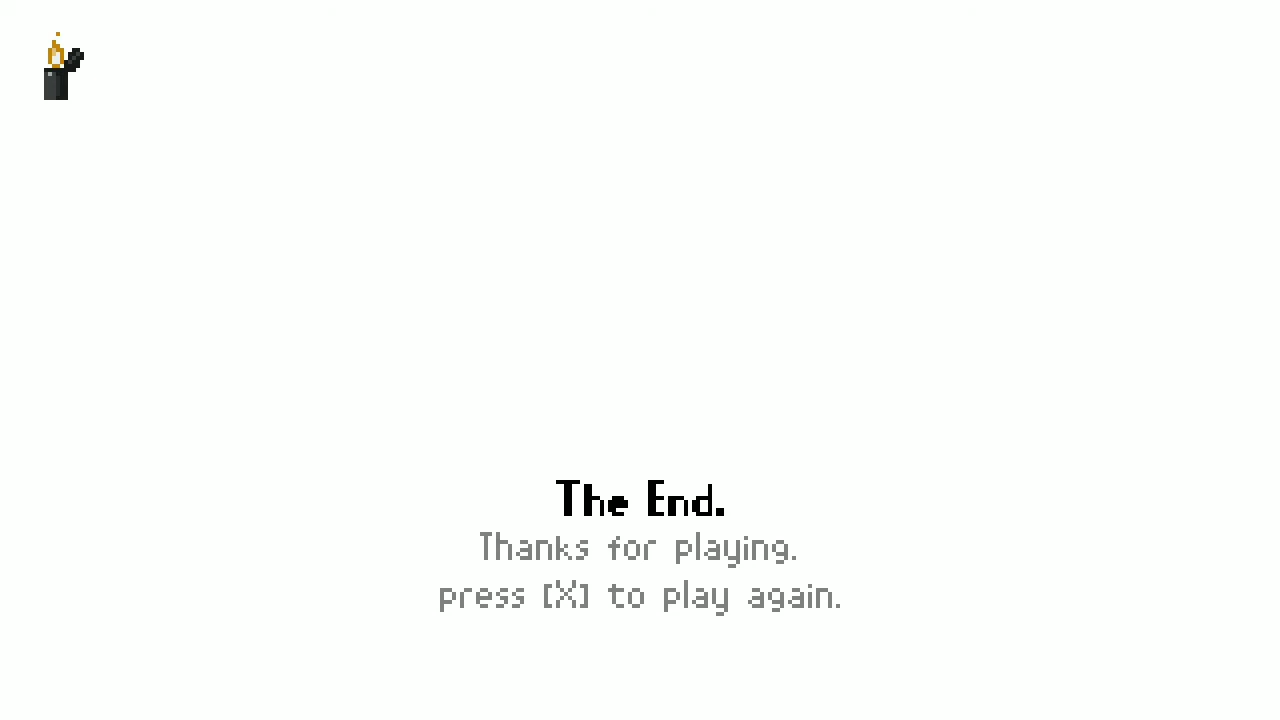 The End.
Thanks for playing.
press [X] to play again.